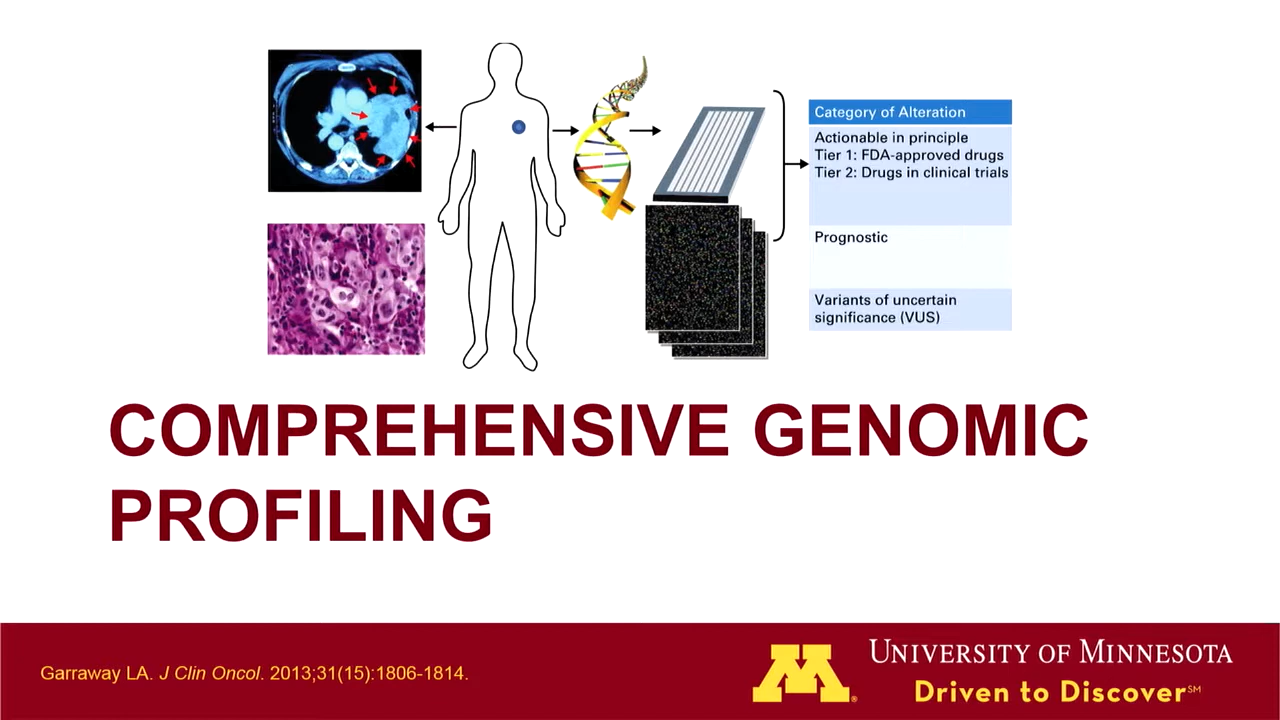 Category of Alteration
Actionable in principle
Tier 1: FDA-approved drugs
Tier 2: Drugs in clinical trials
Prognostic
Variants of uncertain
significance (VUS)
COMPREHENSIVE GENOMIC
PROFILING
Garraway LA. J Clin Oncol. 2013;31(15):1806-1814.
M®
UNIVERSITY OF MINNESOTA
Driven to Discover℠